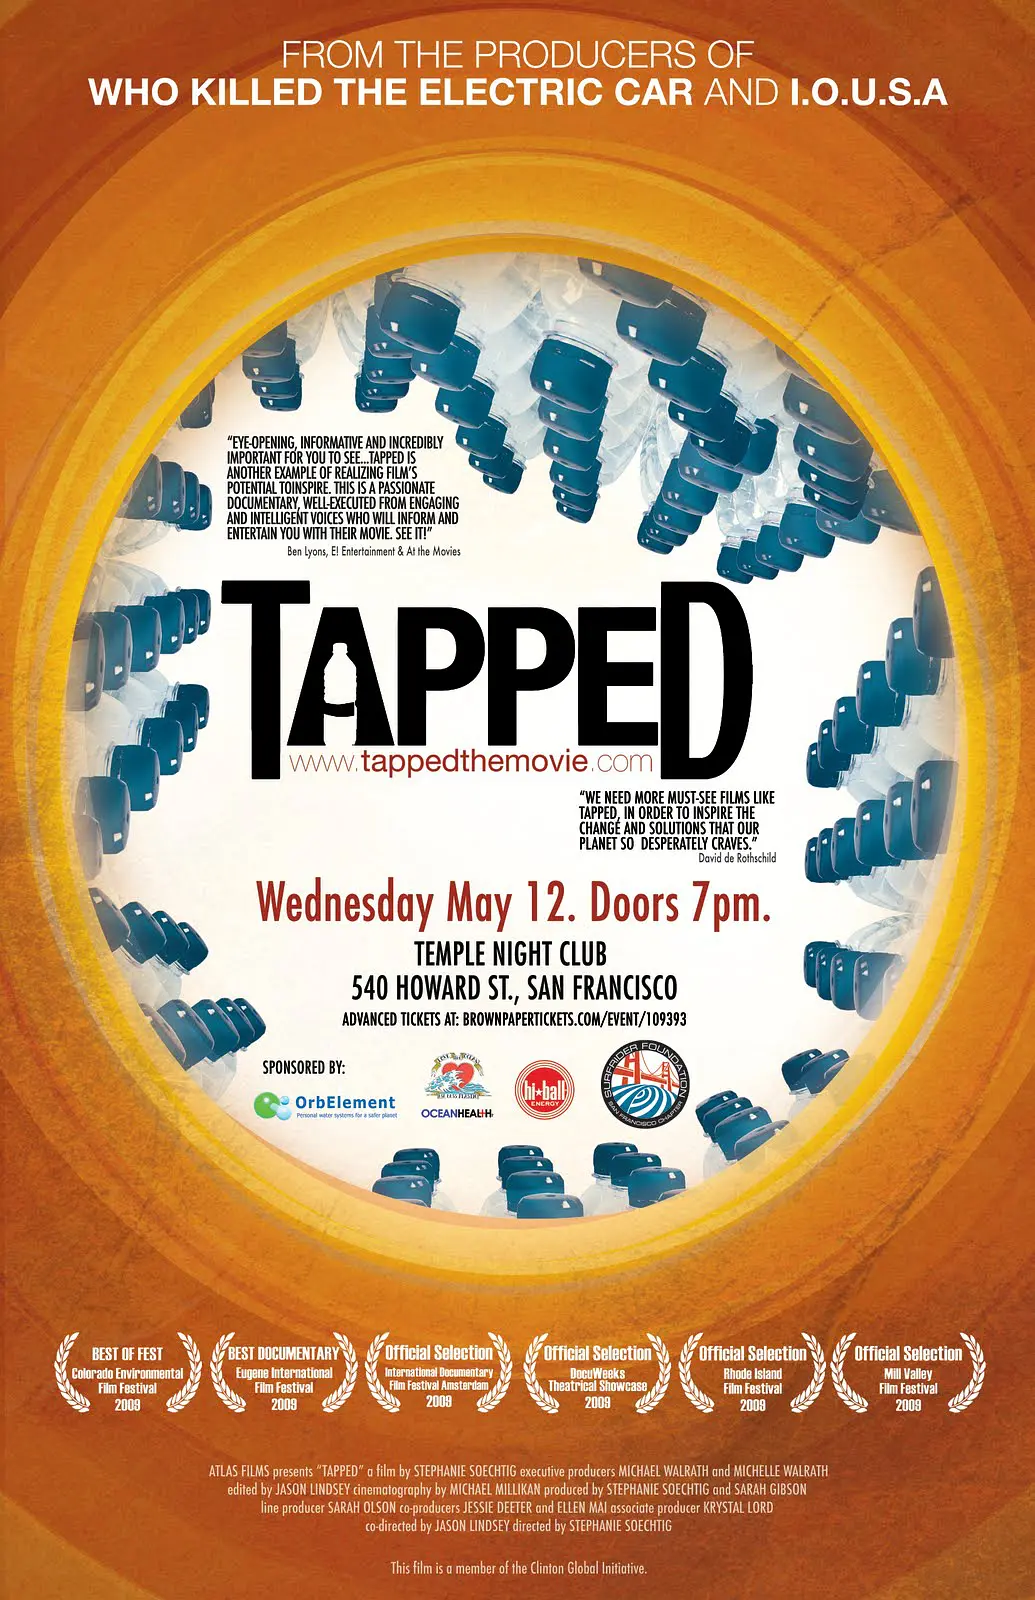 FROM THE PRODUCERS OF
WHO KILLED THE ELECTRIC CAR AND I.O.U.S.A
“EYE-OPENING, INFORMATIVE AND INCREDIBLY
IMPORTANT FOR YOU TO SEE...TAPPED IS
ANOTHER EXAMPLE OF REALIZING FILM'S
POTENTIAL TOINSPIRE. THIS IS A PASSIONATE
DOCUMENTARY, WELL-EXECUTED FROM ENGAGING
AND INTELLIGENT VOICES WHO WILL INFORM AND
ENTERTAIN YOU WITH THEIR MOVIE. SEE IT!”
Ben Lyons, E! Entertainment & At the Movies
TAPPED
www.tappedthemovie.com
“WE NEED MORE MUST-SEE FILMS LIKE
TAPPED, IN ORDER TO INSPIRE THE
CHANGE AND SOLUTIONS THAT OUR
PLANET SO DESPERATELY CRAVES.”
David de Rothschild
Wednesday May 12. Doors 7pm.
TEMPLE NIGHT CLUB
540 HOWARD ST., SAN FRANCISCO
ADVANCED TICKETS AT: BROWNPAPERTICKETS.COM/EVENT/109393
SPONSORED BY:
OrbElement
Personal water systems for a safer planet
OCEANHEALTH
hi★ball
ENERGY
SURFRIDER FOUNDATION
SAN FRANCISCO CHAPTER
BEST OF FEST
Colorado Environmental
Film Festival
2009
BEST DOCUMENTARY
Eugene International
Film Festival
2009
Official Selection
International Documentary
Film Festival Amsterdam
2009
Official Selection
DocuWeeks
Theatrical Showcase
2009
Official Selection
Rhode Island
Film Festival
2009
Official Selection
Mill Valley
Film Festival
2009
ATLAS FILMS presents “TAPPED” a film by STEPHANIE SOECHTIG executive producers MICHAEL WALRATH and MICHELLE WALRATH
edited by JASON LINDSEY cinematography by MICHAEL MILLIKAN produced by STEPHANIE SOECHTIG and SARAH GIBSON
line producer SARAH OLSON co-producers JESSIE DEETER and ELLEN MAI associate producer KRYSTAL LORD
co-directed by JASON LINDSEY directed by STEPHANIE SOECHTIG
This film is a member of the Clinton Global Initiative.